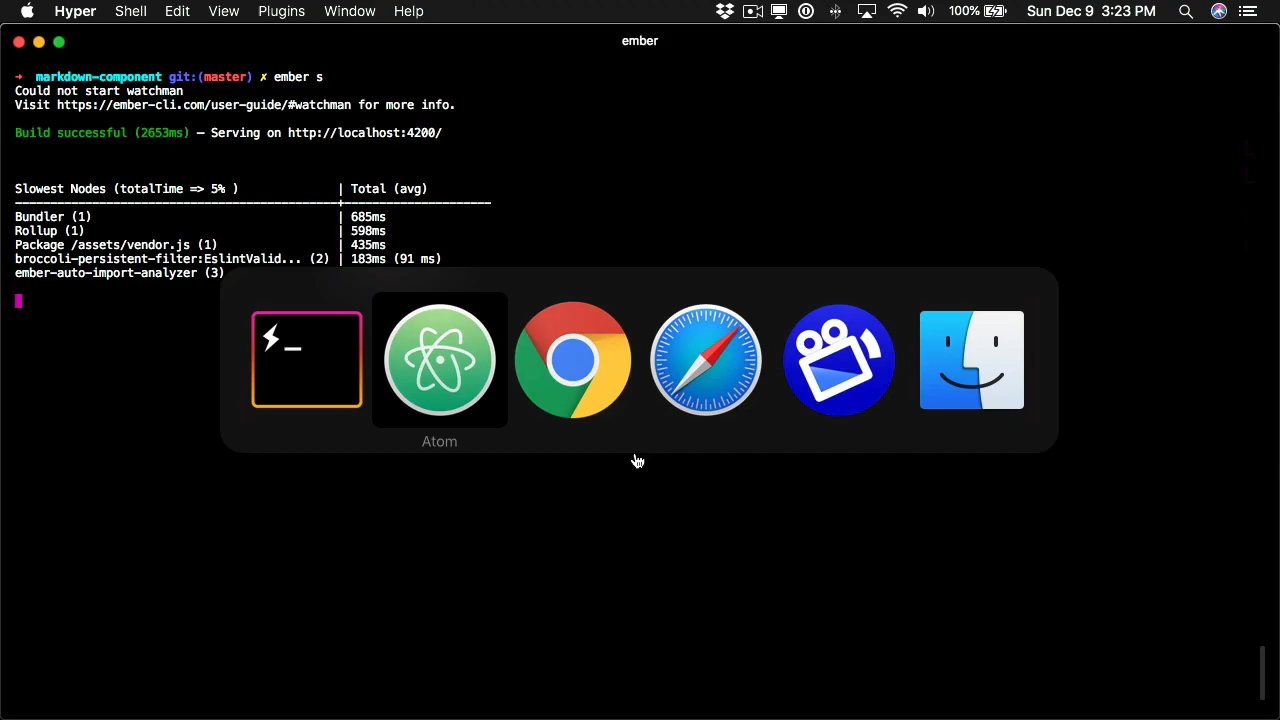 Hyper Shell Edit View Plugins Window Help 100% Sun Dec 9 3:23 PM
ember
➜ markdown-component git:(master) ✗ ember s
Could not start watchman
Visit https://ember-cli.com/user-guide/#watchman for more info.
Build successful (2653ms) – Serving on http://localhost:4200/
Slowest Nodes (totalTime => 5% ) | Total (avg)
Bundler (1) | 685ms
Rollup (1) | 598ms
Package /assets/vendor.js (1) | 435ms
broccoli-persistent-filter:EslintValid... (2) | 183ms (91 ms)
ember-auto-import-analyzer (3)
Atom